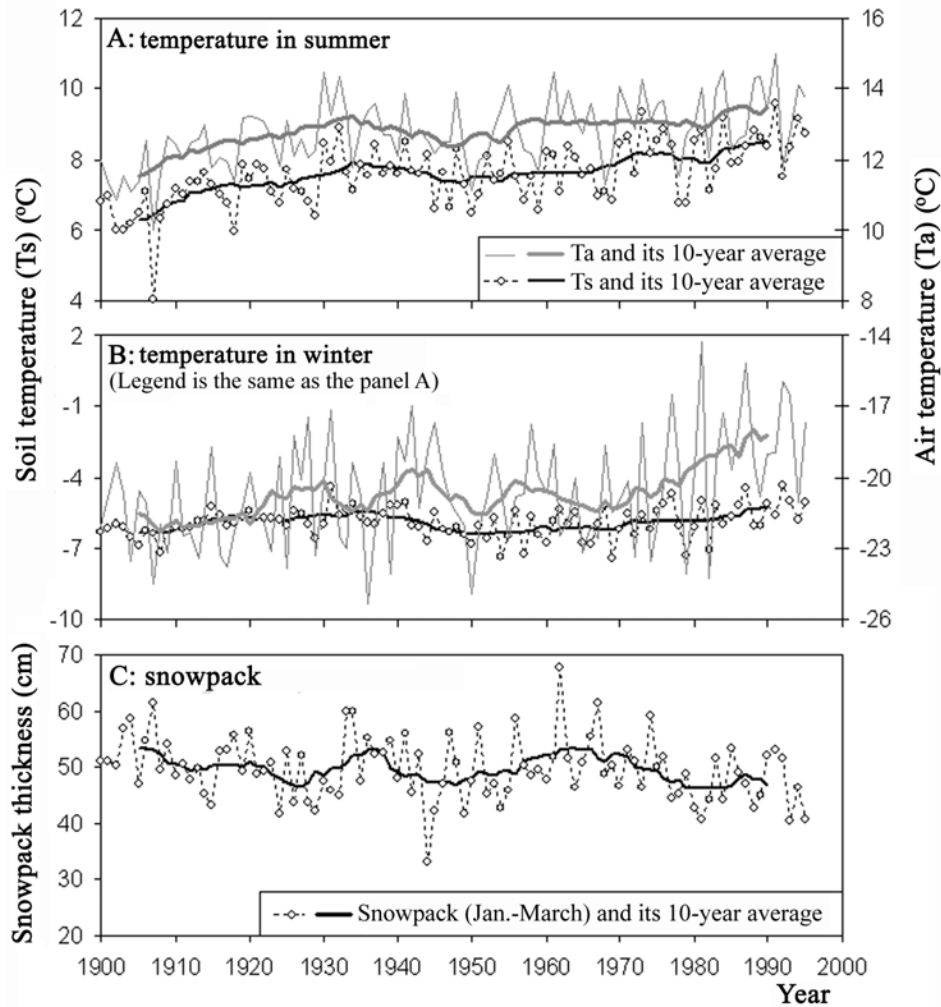 A: temperature in summer
12
10
8
6
4
16
14
12
10
8
Ta and its 10-year average
Ts and its 10-year average
Soil temperature (Ts) (ºC)
Air temperature (Ta) (ºC)
B: temperature in winter
(Legend is the same as the panel A)
2
-1
-4
-7
-10
-14
-17
-20
-23
-26
C: snowpack
Snowpack thickness (cm)
70
60
50
40
30
20
Snowpack (Jan.-March) and its 10-year average
1900 1910 1920 1930 1940 1950 1960 1970 1980 1990 2000
Year